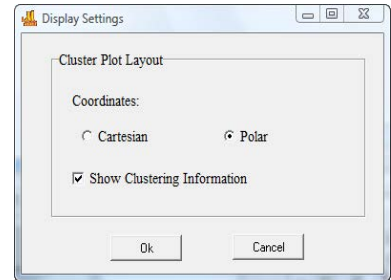 Display Settings
Cluster Plot Layout
Coordinates:
Cartesian Polar
Show Clustering Information
Ok Cancel